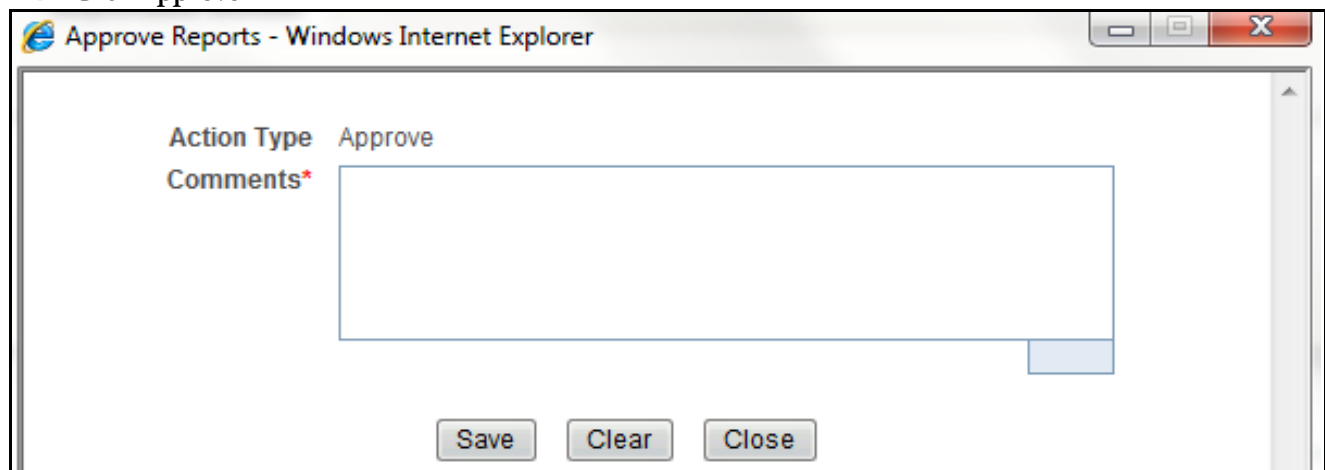 Approve Reports - Windows Internet Explorer
Action Type Approve
Comments*
Save Clear Close